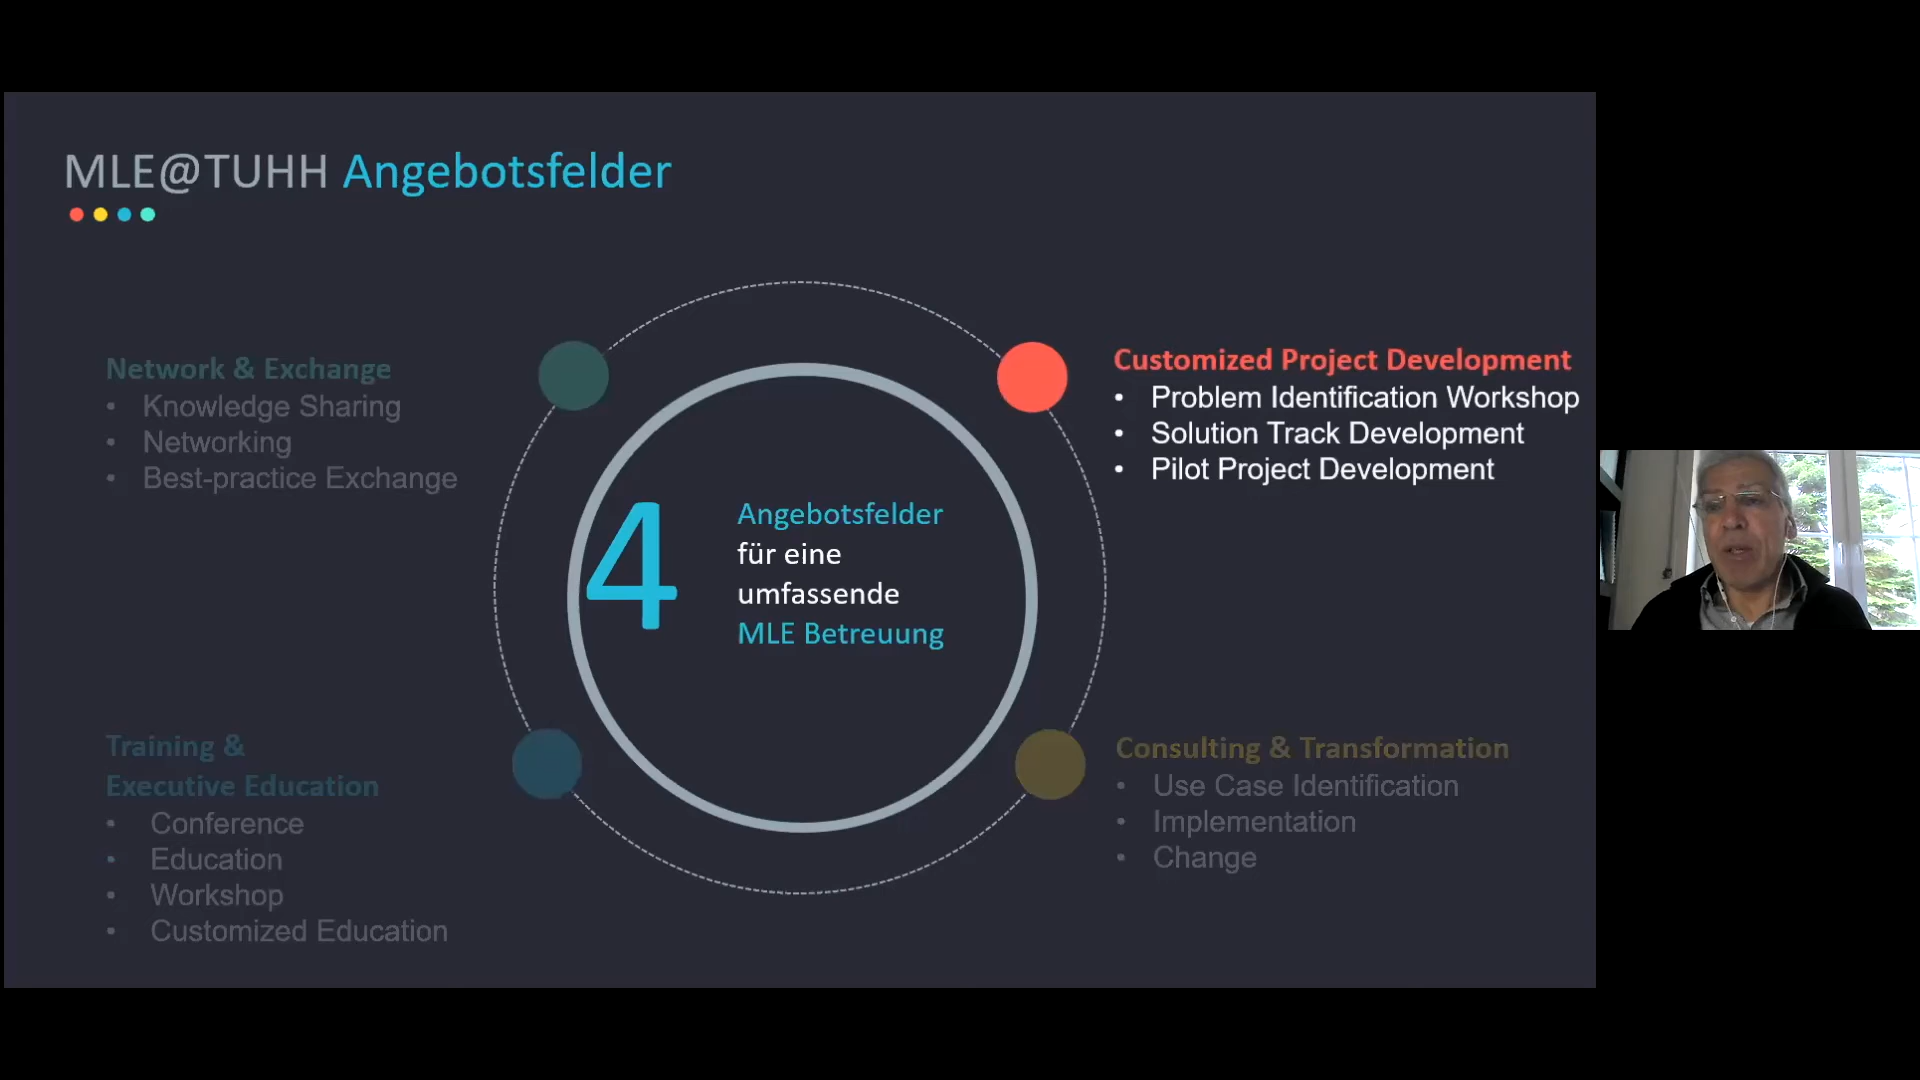 MLE@TUHH Angebotsfelder
Network & Exchange
• Knowledge Sharing
• Networking
• Best-practice Exchange
Customized Project Development
• Problem Identification Workshop
• Solution Track Development
• Pilot Project Development
4
Angebotsfelder
für eine
umfassende
MLE Betreuung
Training &
Executive Education
• Conference
• Education
• Workshop
• Customized Education
Consulting & Transformation
• Use Case Identification
• Implementation
• Change